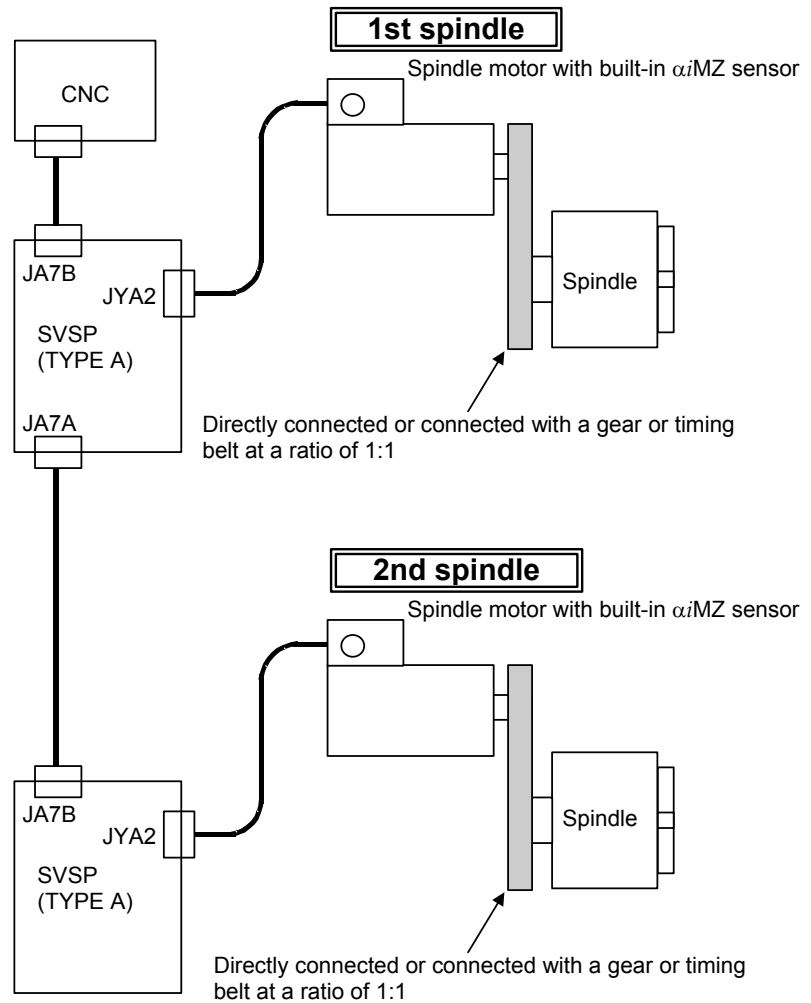 1st spindle
Spindle motor with built-in αiMZ sensor
CNC
JA7B
JYA2
SVSP
(TYPE A)
Spindle
JA7A
Directly connected or connected with a gear or timing
belt at a ratio of 1:1
2nd spindle
Spindle motor with built-in αiMZ sensor
JA7B
JYA2
SVSP
(TYPE A)
Spindle
Directly connected or connected with a gear or timing
belt at a ratio of 1:1